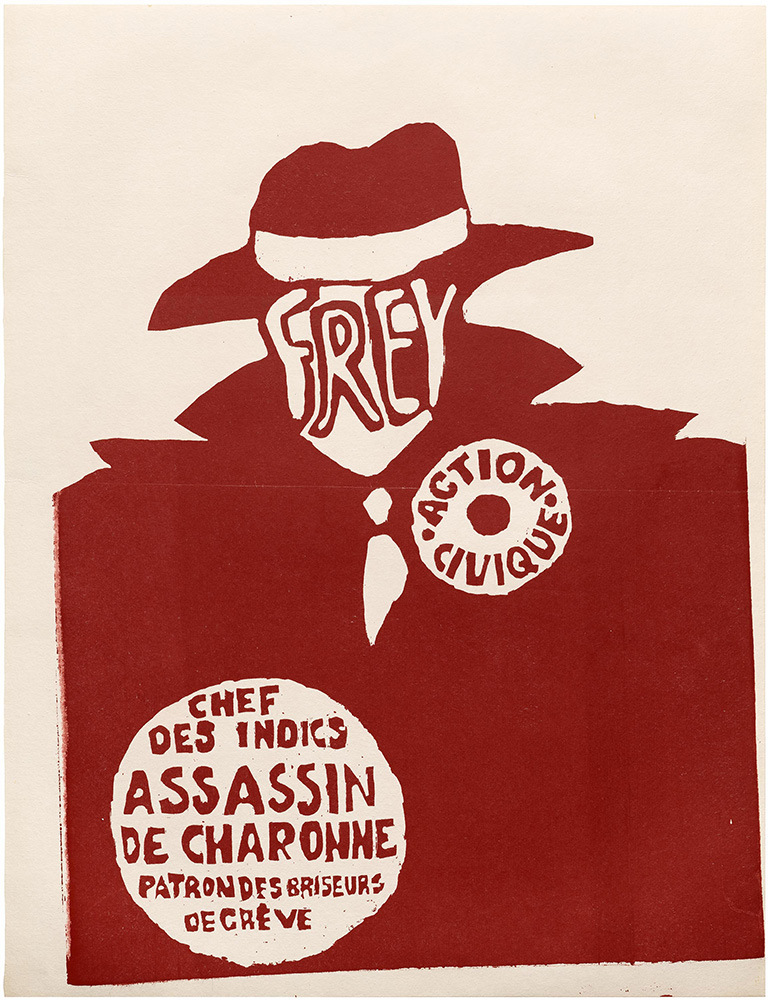 FREY
·ACTION·
CIVIQUE
CHEF
DES INDICS
ASSASSIN
DE CHARONNE
PATRON DES BRISEURS
DE GRÈVE